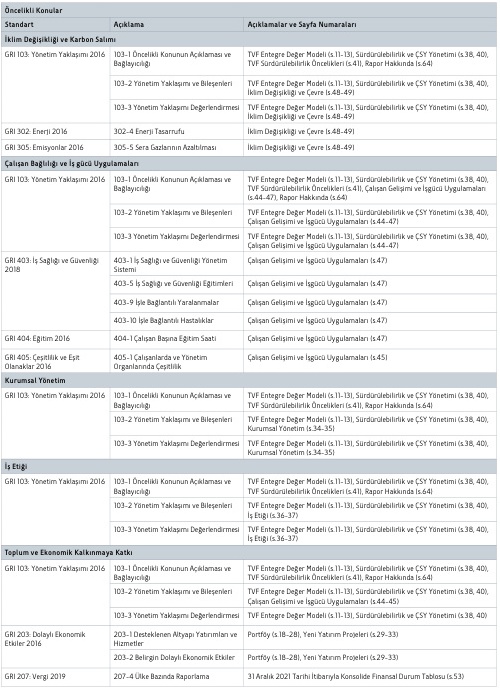 Öncelikli Konular
Standart Açıklama Açıklamalar ve Sayfa Numaraları
İklim Değişikliği ve Karbon Salımı
GRI 103: Yönetim Yaklaşımı 2016 103-1 Öncelikli Konunun Açıklaması ve TVF Entegre Değer Modeli (s.11-13), Sürdürülebilirlik ve ÇSY Yönetimi (s.38, 40),
Bağlayıcılığı TVF Sürdürülebilirlik Öncelikleri (s.41), Rapor Hakkında (s.64)
103-2 Yönetim Yaklaşımı ve Bileşenleri TVF Entegre Değer Modeli (s.11-13), Sürdürülebilirlik ve ÇSY Yönetimi (s.38, 40),
İklim Değişikliği ve Çevre (s.48-49)
103-3 Yönetim Yaklaşımı Değerlendirmesi TVF Entegre Değer Modeli (s.11-13), Sürdürülebilirlik ve ÇSY Yönetimi (s.38, 40),
İklim Değişikliği ve Çevre (s.48-49)
GRI 302: Enerji 2016 302-4 Enerji Tasarrufu İklim Değişikliği ve Çevre (s.48-49)
GRI 305: Emisyonlar 2016 305-5 Sera Gazlarının Azaltılması İklim Değişikliği ve Çevre (s.48-49)
Çalışan Bağlılığı ve İş gücü Uygulamaları
GRI 103: Yönetim Yaklaşımı 2016 103-1 Öncelikli Konunun Açıklaması ve TVF Entegre Değer Modeli (s.11-13), Sürdürülebilirlik ve ÇSY Yönetimi (s.38, 40),
Bağlayıcılığı TVF Sürdürülebilirlik Öncelikleri (s.41), Çalışan Gelişimi ve İşgücü Uygulamaları
(s.44-47), Rapor Hakkında (s.64)
103-2 Yönetim Yaklaşımı ve Bileşenleri TVF Entegre Değer Modeli (s.11-13), Sürdürülebilirlik ve ÇSY Yönetimi (s.38, 40),
Çalışan Gelişimi ve İşgücü Uygulamaları (s.44-47)
103-3 Yönetim Yaklaşımı Değerlendirmesi TVF Entegre Değer Modeli (s.11-13), Sürdürülebilirlik ve ÇSY Yönetimi (s.38, 40),
Çalışan Gelişimi ve İşgücü Uygulamaları (s.44-47)
GRI 403: İş Sağlığı ve Güvenliği 403-1 İş Sağlığı ve Güvenliği Yönetim Çalışan Gelişimi ve İşgücü Uygulamaları (s.47)
2018 Sistemi
403-5 İş Sağlığı ve Güvenliği Eğitimleri Çalışan Gelişimi ve İşgücü Uygulamaları (s.47)
403-9 İşle Bağlantılı Yaralanmalar Çalışan Gelişimi ve İşgücü Uygulamaları (s.47)
403-10 İşle Bağlantılı Hastalıklar Çalışan Gelişimi ve İşgücü Uygulamaları (s.47)
GRI 404: Eğitim 2016 404-1 Çalışan Başına Eğitim Saati Çalışan Gelişimi ve İşgücü Uygulamaları (s.47)
GRI 405: Çeşitlilik ve Eşit 405-1 Çalışanlarda ve Yönetim Çalışan Gelişimi ve İşgücü Uygulamaları (s.45)
Olanaklar 2016 Organlarında Çeşitlilik
Kurumsal Yönetim
GRI 103: Yönetim Yaklaşımı 2016 103-1 Öncelikli Konunun Açıklaması ve TVF Entegre Değer Modeli (s.11-13), Sürdürülebilirlik ve ÇSY Yönetimi (s.38, 40),
Bağlayıcılığı TVF Sürdürülebilirlik Öncelikleri (s.41), Rapor Hakkında (s.64)
103-2 Yönetim Yaklaşımı ve Bileşenleri TVF Entegre Değer Modeli (s.11-13), Sürdürülebilirlik ve ÇSY Yönetimi (s.38, 40),
Kurumsal Yönetim (s.34-35)
103-3 Yönetim Yaklaşımı Değerlendirmesi TVF Entegre Değer Modeli (s.11-13), Sürdürülebilirlik ve ÇSY Yönetimi (s.38, 40),
Kurumsal Yönetim (s.34-35)
İş Etiği
GRI 103: Yönetim Yaklaşımı 2016 103-1 Öncelikli Konunun Açıklaması ve TVF Entegre Değer Modeli (s.11-13), Sürdürülebilirlik ve ÇSY Yönetimi (s.38, 40),
Bağlayıcılığı TVF Sürdürülebilirlik Öncelikleri (s.41), Rapor Hakkında (s.64)
103-2 Yönetim Yaklaşımı ve Bileşenleri TVF Entegre Değer Modeli (s.11-13), Sürdürülebilirlik ve ÇSY Yönetimi (s.38, 40),
İş Etiği (s.36-37)
103-3 Yönetim Yaklaşımı Değerlendirmesi TVF Entegre Değer Modeli (s.11-13), Sürdürülebilirlik ve ÇSY Yönetimi (s.38, 40),
İş Etiği (s.36-37)
Toplum ve Ekonomik Kalkınmaya Katkı
GRI 103: Yönetim Yaklaşımı 2016 103-1 Öncelikli Konunun Açıklaması ve TVF Entegre Değer Modeli (s.11-13), Sürdürülebilirlik ve ÇSY Yönetimi (s.38, 40),
Bağlayıcılığı TVF Sürdürülebilirlik Öncelikleri (s.41), Rapor Hakkında (s.64)
103-2 Yönetim Yaklaşımı ve Bileşenleri TVF Entegre Değer Modeli (s.11-13), Sürdürülebilirlik ve ÇSY Yönetimi (s.38, 40),
Çalışan Gelişimi ve İşgücü Uygulamaları (s.44-45)
103-3 Yönetim Yaklaşımı Değerlendirmesi TVF Entegre Değer Modeli (s.11-13), Sürdürülebilirlik ve ÇSY Yönetimi (s.38, 40)
GRI 203: Dolaylı Ekonomik 203-1 Desteklenen Altyapı Yatırımları ve Portföy (s.18-28), Yeni Yatırım Projeleri (s.29-33)
Etkiler 2016 Hizmetler
203-2 Belirgin Dolaylı Ekonomik Etkiler Portföy (s.18-28), Yeni Yatırım Projeleri (s.29-33)
GRI 207: Vergi 2019 207-4 Ülke Bazında Raporlama 31 Aralık 2021 Tarihi İtibarıyla Konsolide Finansal Durum Tablosu (s.53)